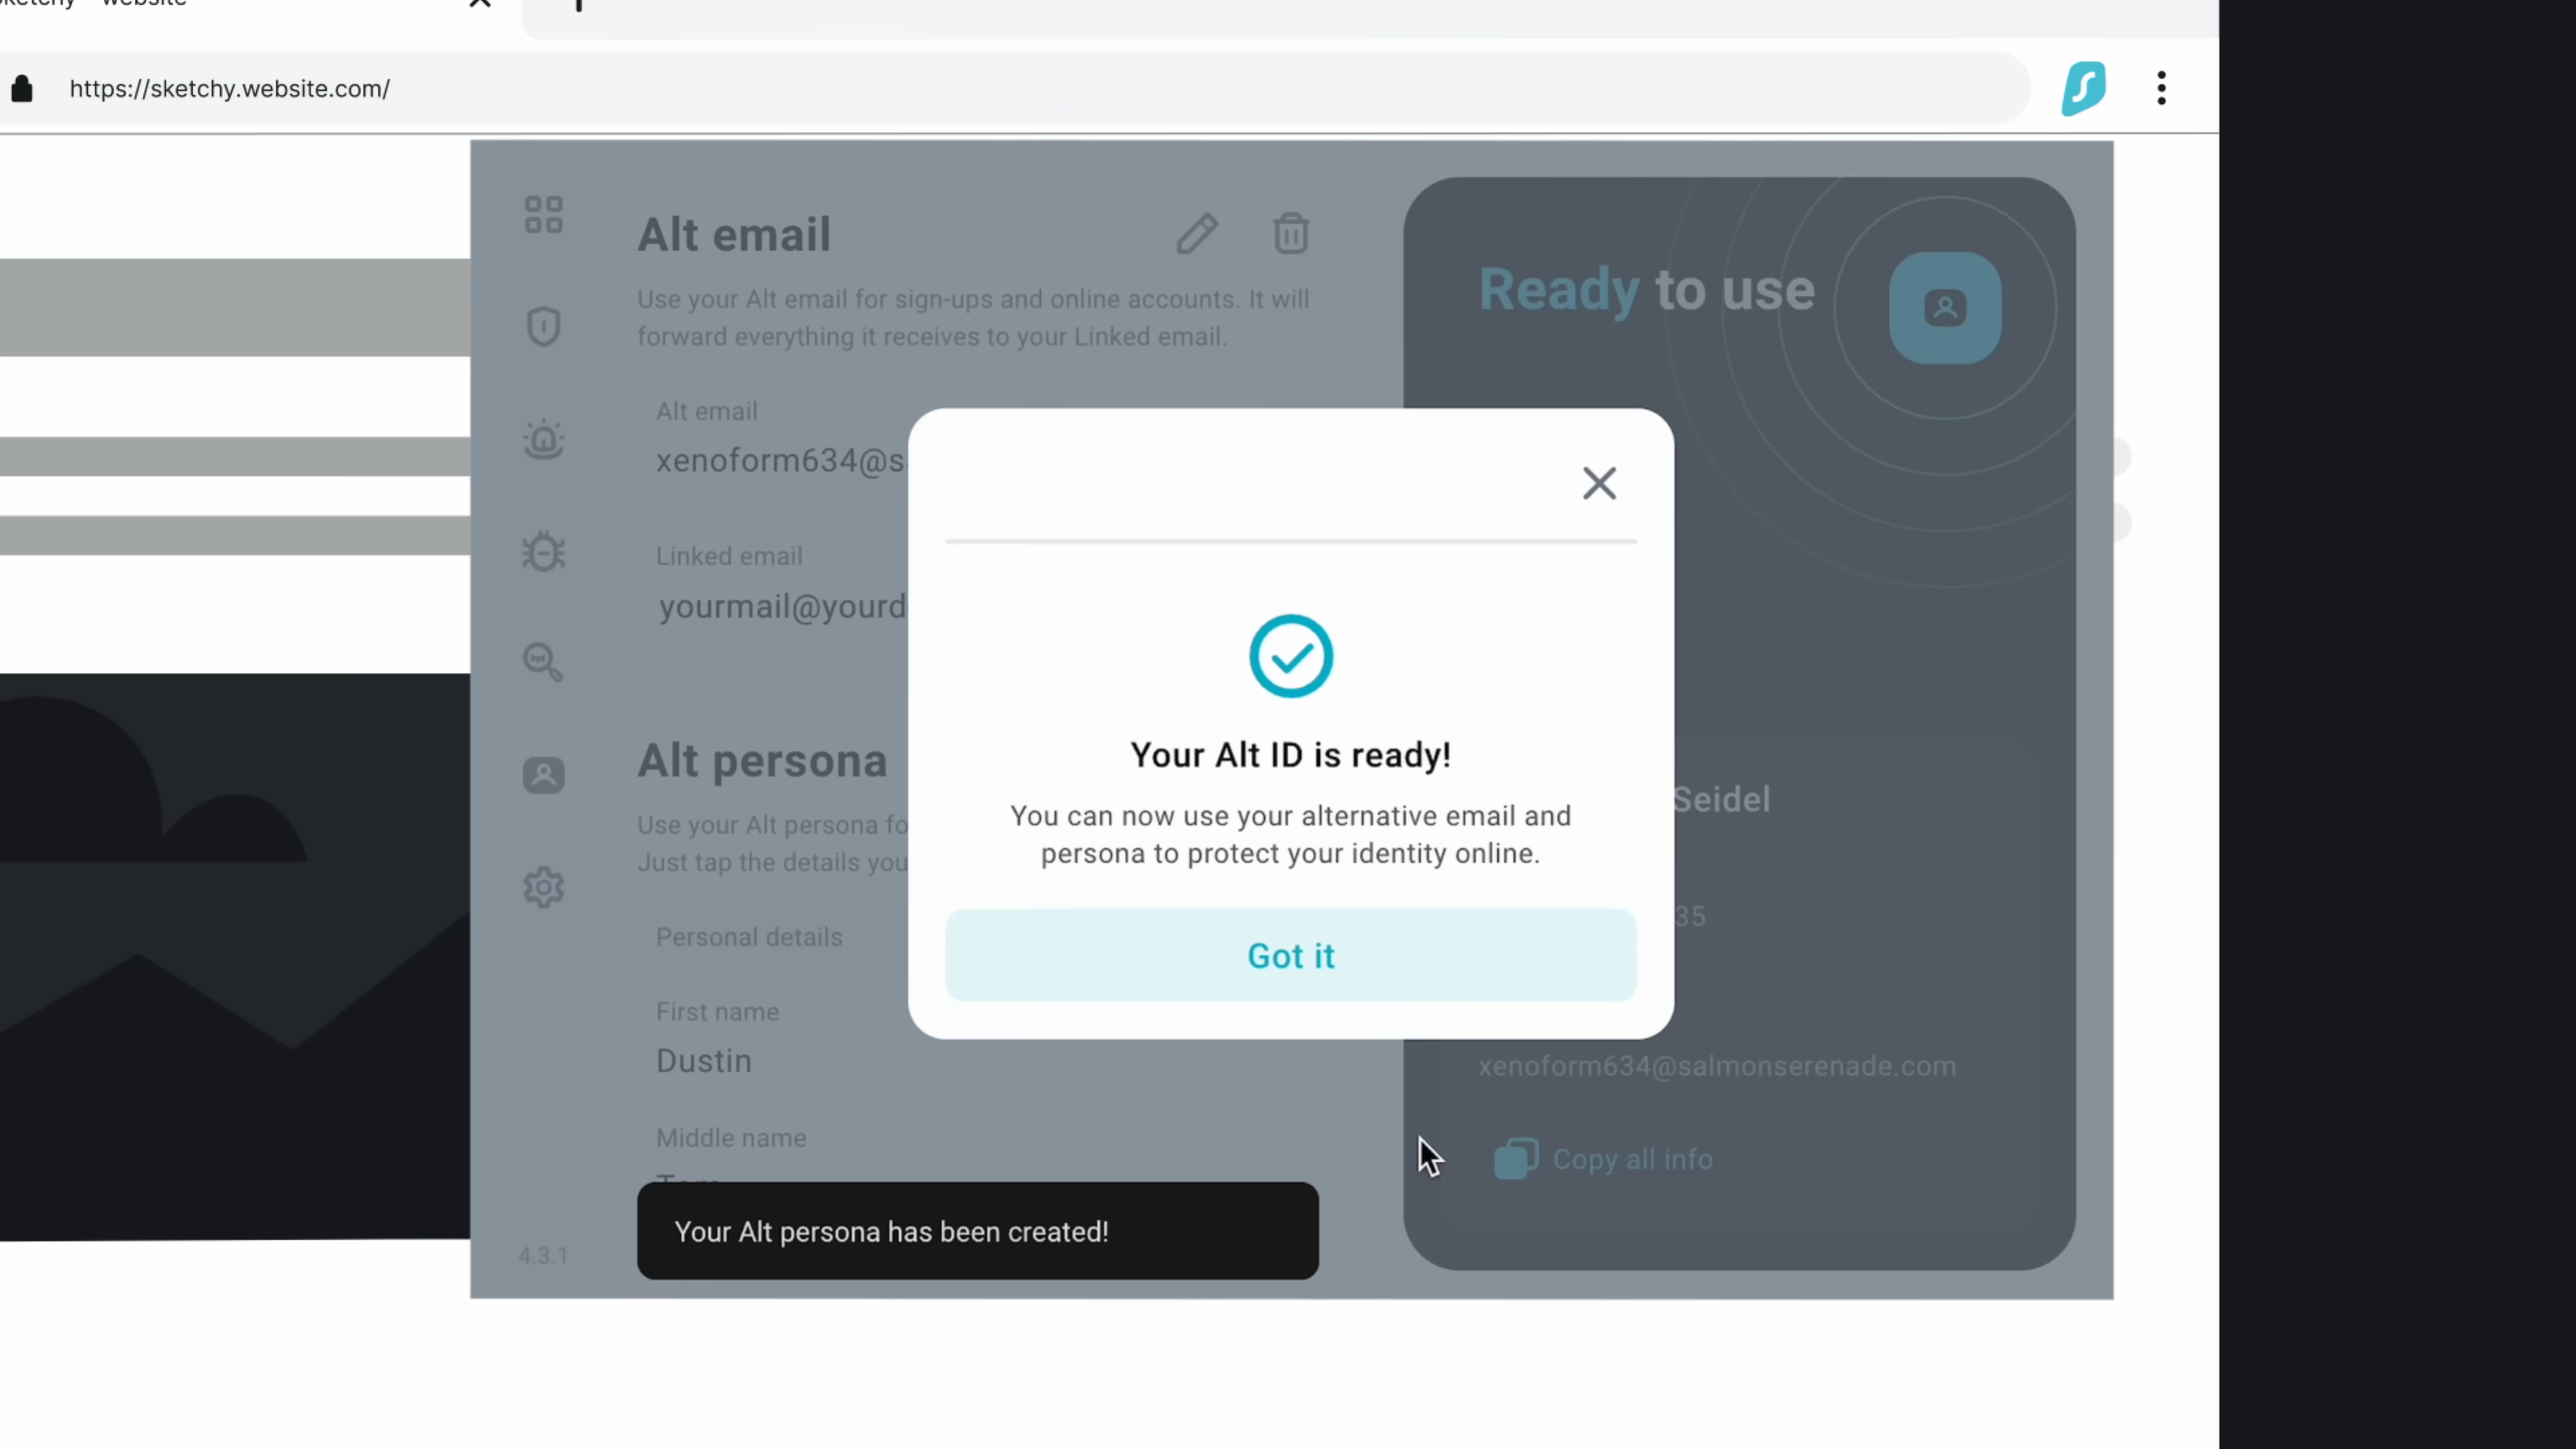 website
https://sketchy.website.com/
Alt email
Use your Alt email for sign-ups and online accounts. It will
forward everything it receives to your Linked email.
Alt email
xenoform634@s
Linked email
yourmail@yourd
Alt persona
Use your Alt persona fo
Just tap the details you
Personal details
First name
Dustin
Middle name
4.3.1
Ready to use
Seidel
35
xenoform634@salmonserenade.com
Copy all info
Your Alt ID is ready!
You can now use your alternative email and
persona to protect your identity online.
Got it
Your Alt persona has been created!